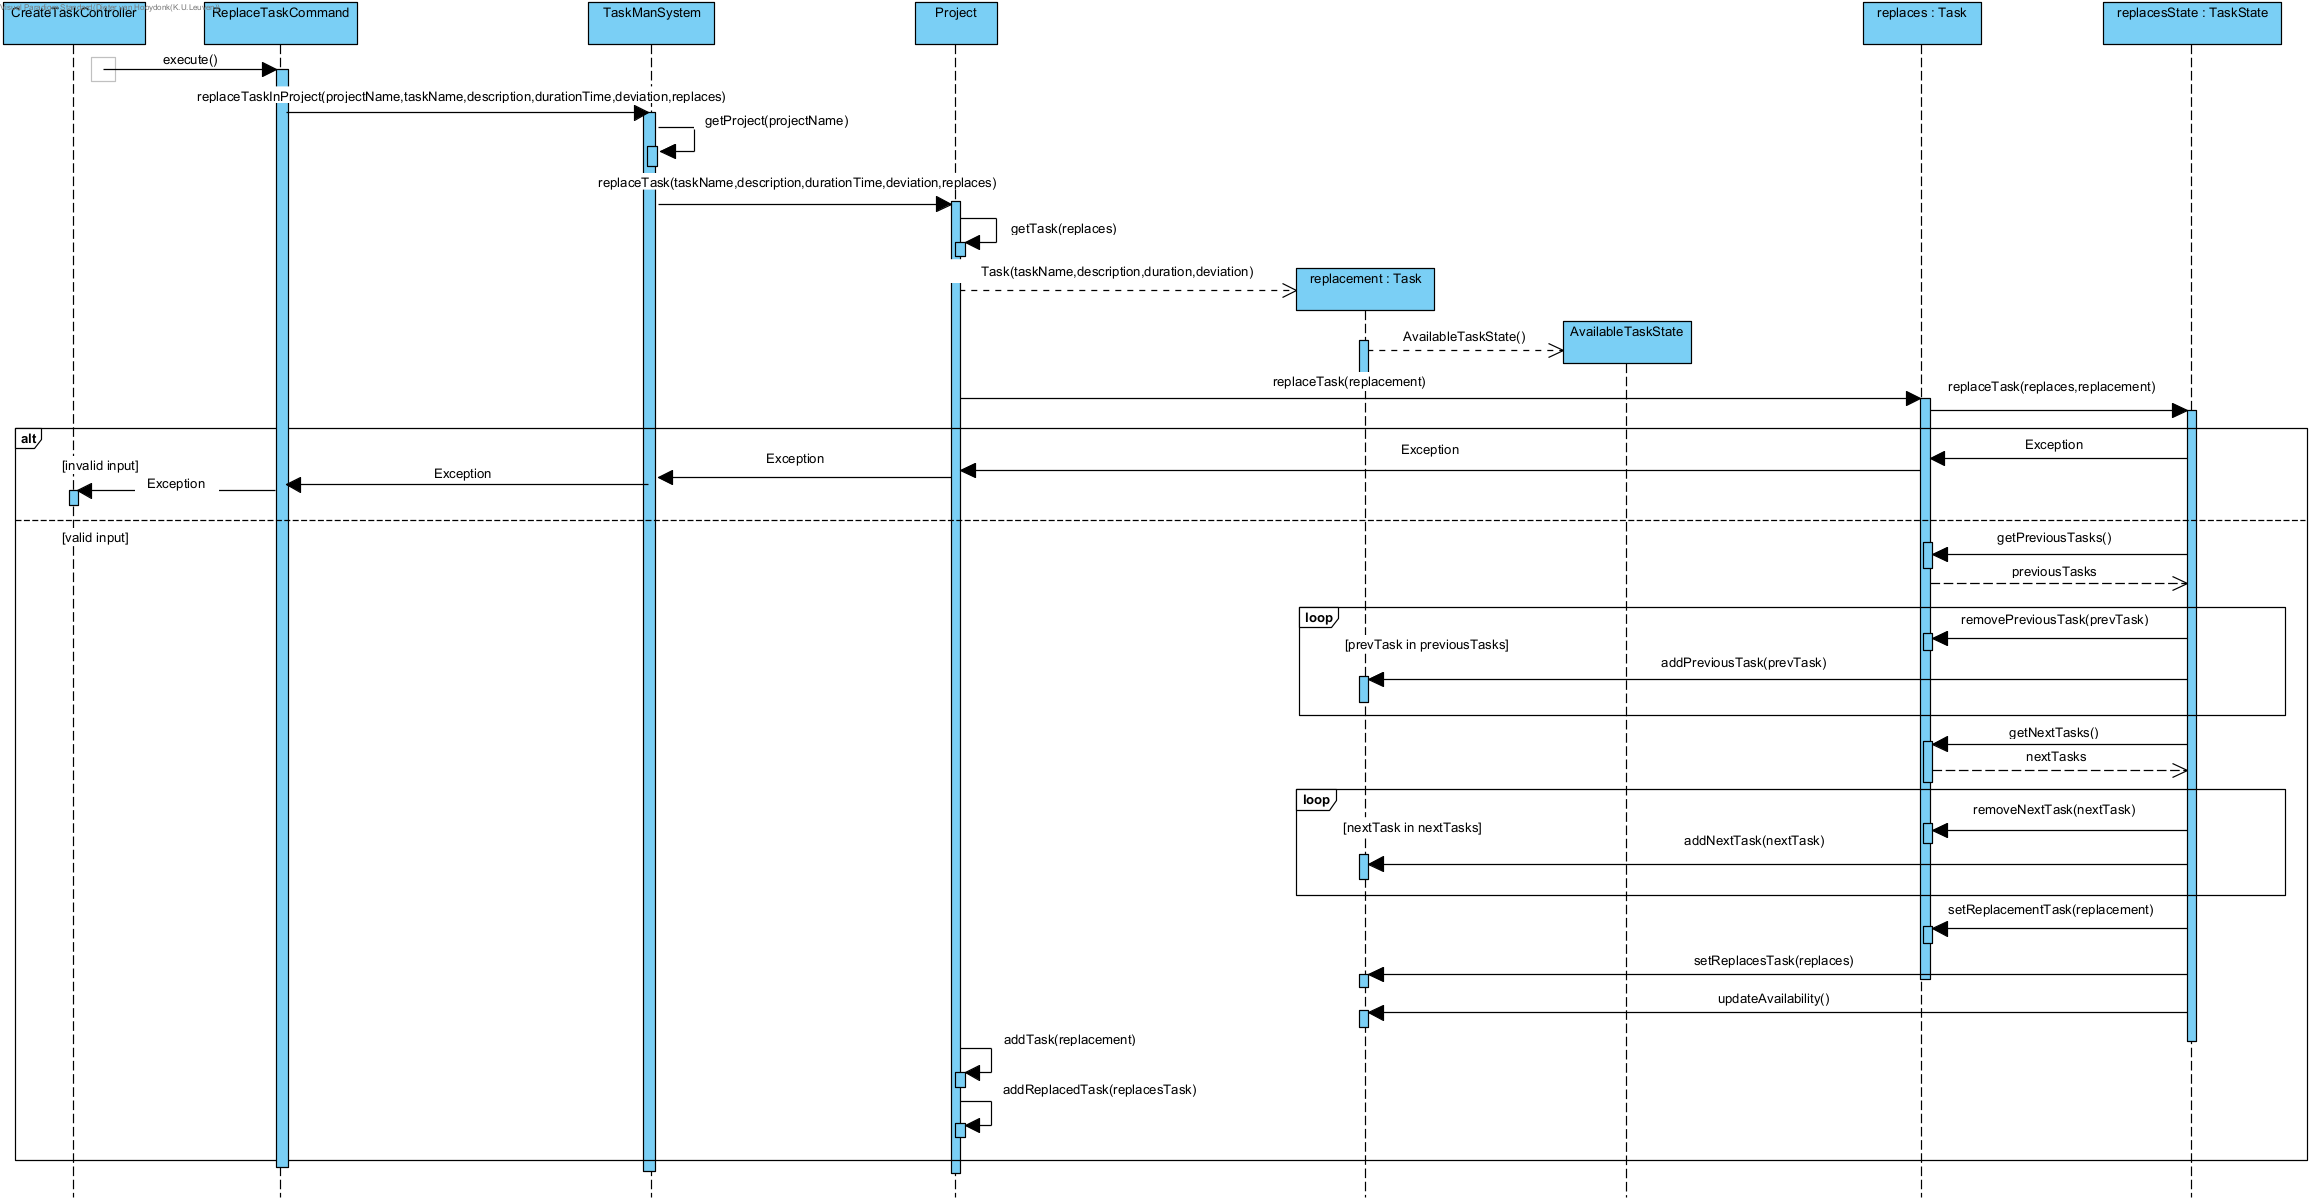 CreateTaskController
ReplaceTaskCommand
TaskManSystem
Project
replaces : Task
replacesState : TaskState
execute()
replaceTaskInProject(projectName,taskName,description,durationTime,deviation,replaces)
getProject(projectName)
replaceTask(taskName,description,durationTime,deviation,replaces)
getTask(replaces)
Task(taskName,description,duration,deviation)
replacement : Task
AvailableTaskState()
AvailableTaskState
replaceTask(replacement)
replaceTask(replaces,replacement)
alt
[invalid input]
Exception
Exception
Exception
Exception
Exception
[valid input]
getPreviousTasks()
previousTasks
loop
[prevTask in previousTasks]
removePreviousTask(prevTask)
addPreviousTask(prevTask)
getNextTasks()
nextTasks
loop
[nextTask in nextTasks]
removeNextTask(nextTask)
addNextTask(nextTask)
setReplacementTask(replacement)
setReplacesTask(replaces)
updateAvailability()
addTask(replacement)
addReplacedTask(replacesTask)